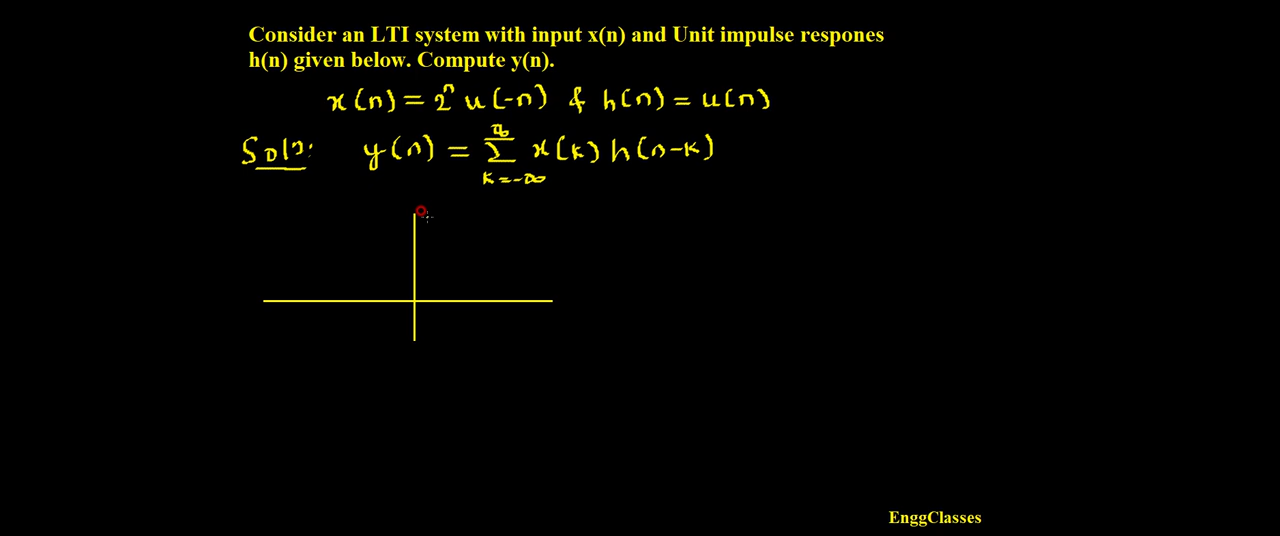 Consider an LTI system with input x(n) and Unit impulse respones
h(n) given below. Compute y(n).
x(n) = 2ⁿ u(-n) & h(n) = u(n)
Soln: y(n) = ∞ Σ k=-∞ x(k) h(n-k)
EnggClasses